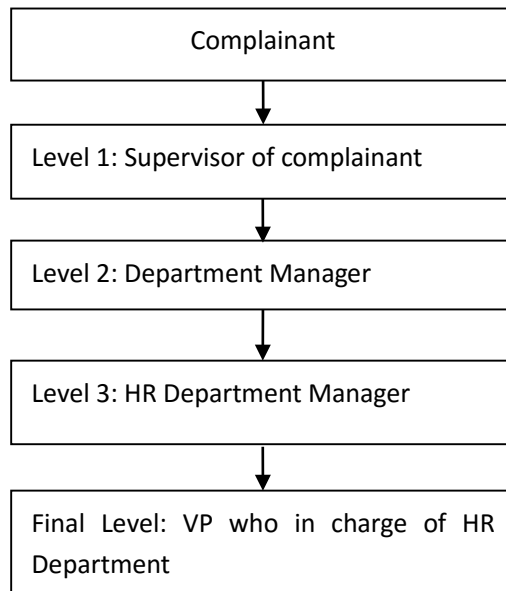 Complainant
Level 1: Supervisor of complainant
Level 2: Department Manager
Level 3: HR Department Manager
Final Level: VP who in charge of HR
Department